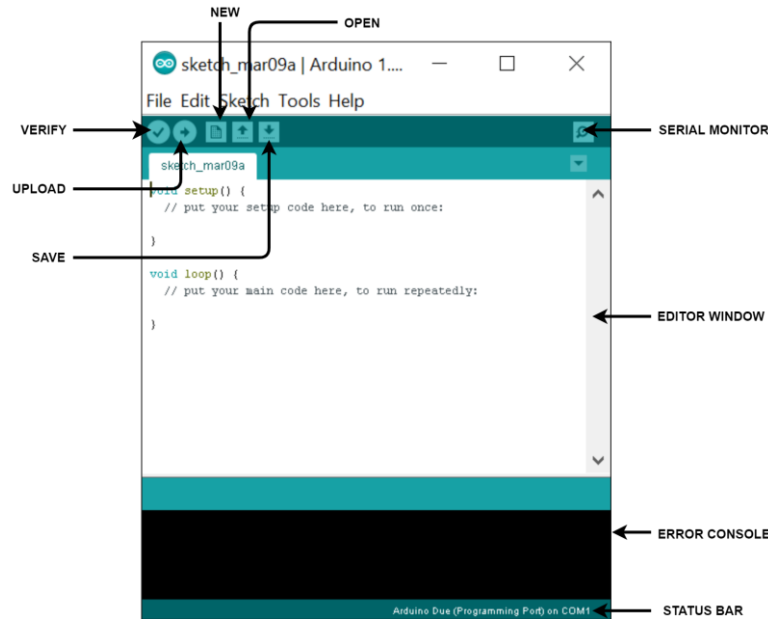 NEW
OPEN
sketch_mar09a | Arduino 1....
File Edit Sketch Tools Help
VERIFY
SERIAL MONITOR
sketch_mar09a
UPLOAD
void setup() {
// put your setup code here, to run once:
}
SAVE
void loop() {
// put your main code here, to run repeatedly:
EDITOR WINDOW
}
ERROR CONSOLE
Arduino Due (Programming Port) on COM1
STATUS BAR